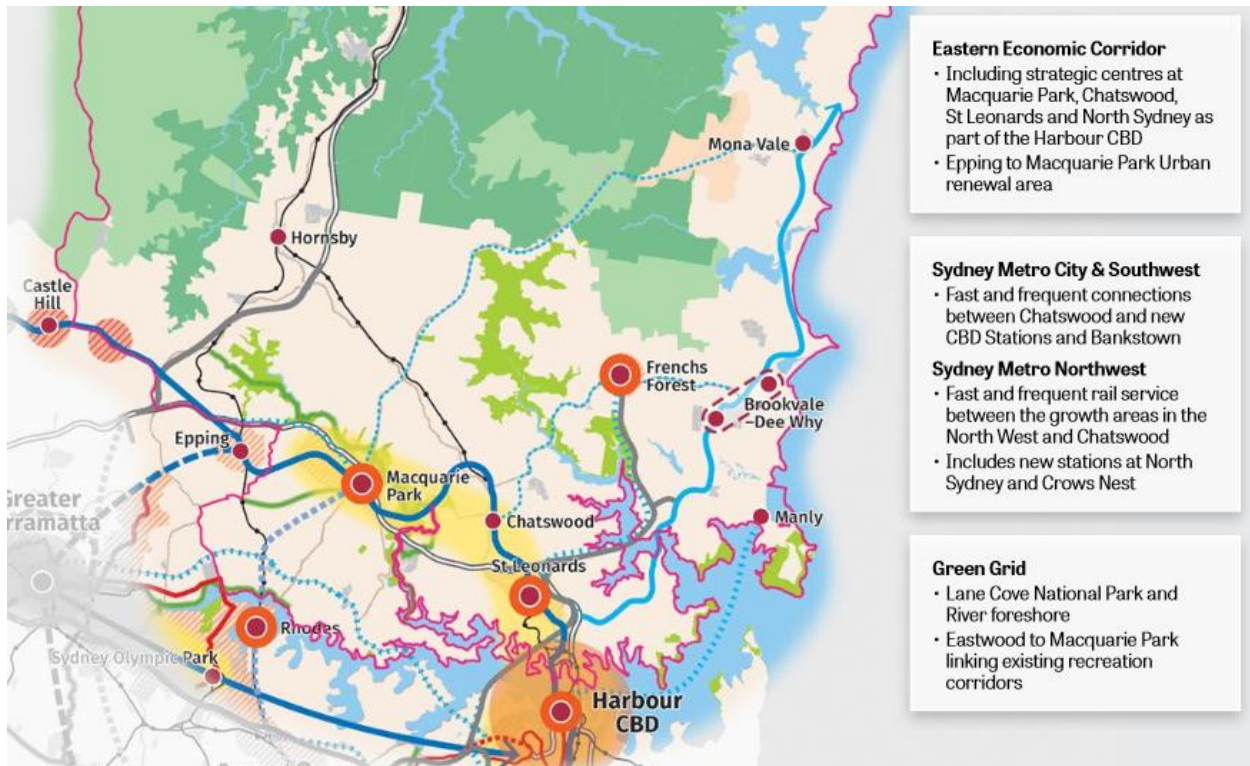 Mona Vale
Hornsby
Castle
Hill
Frenchs
Forest
Brookvale
–Dee Why
Epping
Macquarie
Park
Greater
Chatswood
Manly
St Leonards
Rhodes
Sydney Olympic Park
Harbour
CBD
Eastern Economic Corridor
• Including strategic centres at
Macquarie Park, Chatswood,
St Leonards and North Sydney as
part of the Harbour CBD
• Epping to Macquarie Park Urban
renewal area
Sydney Metro City & Southwest
• Fast and frequent connections
between Chatswood and new
CBD Stations and Bankstown
Sydney Metro Northwest
• Fast and frequent rail service
between the growth areas in the
North West and Chatswood
• Includes new stations at North
Sydney and Crows Nest
Green Grid
• Lane Cove National Park and
River foreshore
• Eastwood to Macquarie Park
linking existing recreation
corridors